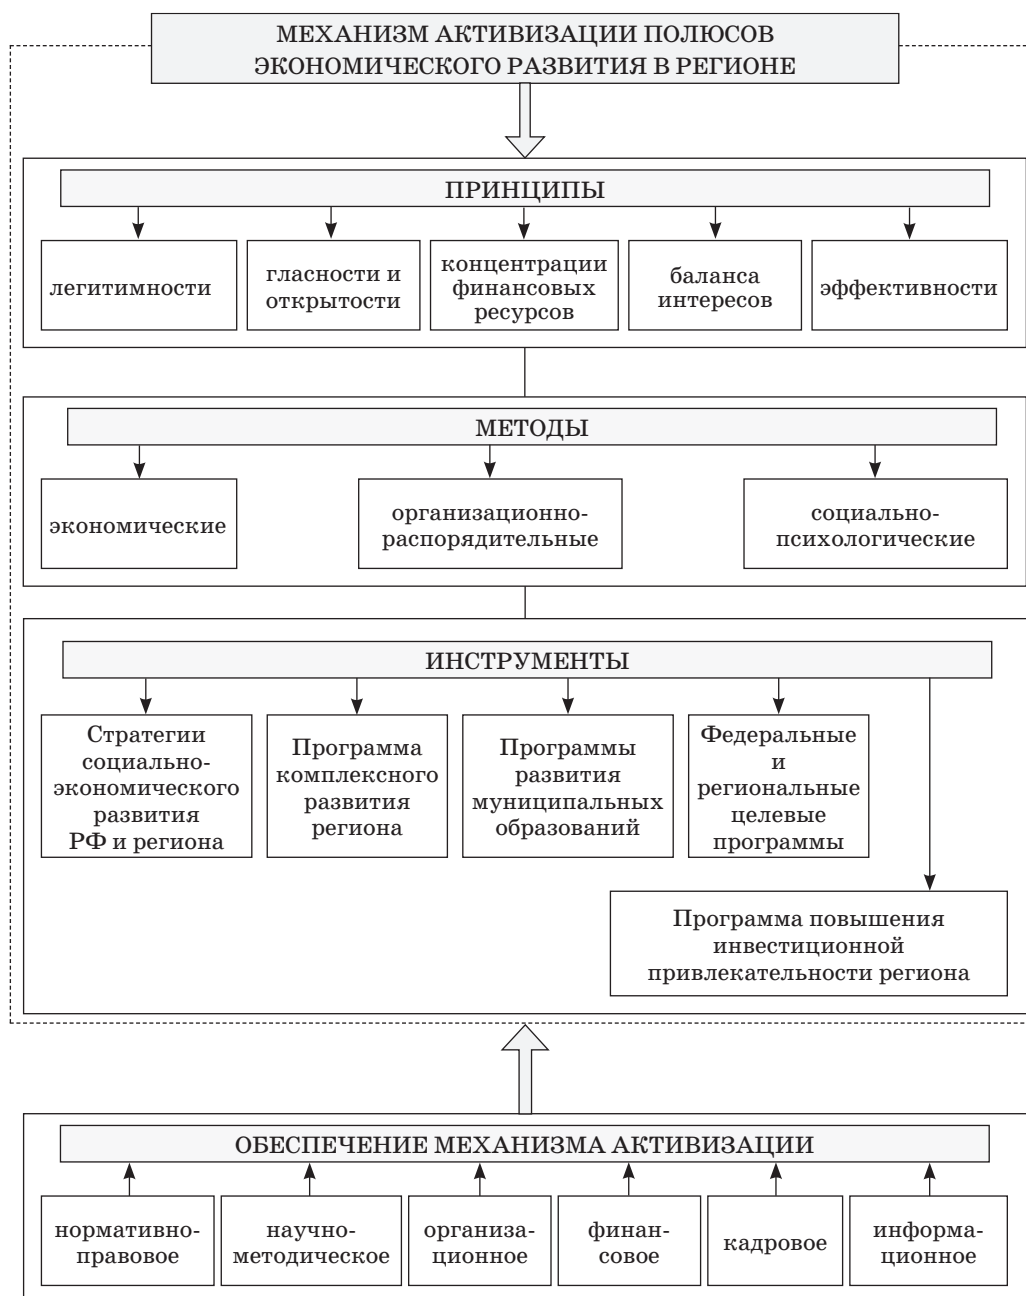 МЕХАНИЗМ АКТИВИЗАЦИИ ПОЛЮСОВ
ЭКОНОМИЧЕСКОГО РАЗВИТИЯ В РЕГИОНЕ
ПРИНЦИПЫ
легитимности
гласности и
открытости
концентрации
финансовых
ресурсов
баланса
интересов
эффективности
МЕТОДЫ
экономические
организационно-
распорядительные
социально-
психологические
ИНСТРУМЕНТЫ
Стратегии
социально-
экономического
развития
РФ и региона
Программа
комплексного
развития
региона
Программы
развития
муниципальных
образований
Федеральные
и
региональные
целевые
программы
Программа повышения
инвестиционной
привлекательности региона
ОБЕСПЕЧЕНИЕ МЕХАНИЗМА АКТИВИЗАЦИИ
нормативно-
правовое
научно-
методическое
организа-
ционное
финан-
совое
кадровое
информа-
ционное